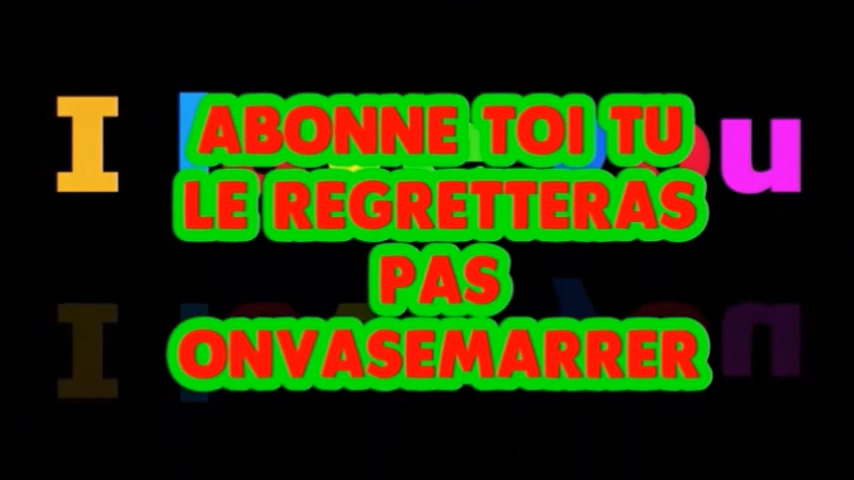 I
u
ABONNE TOI TU
LE REGRETTERAS
PAS
ONVASEMARRER